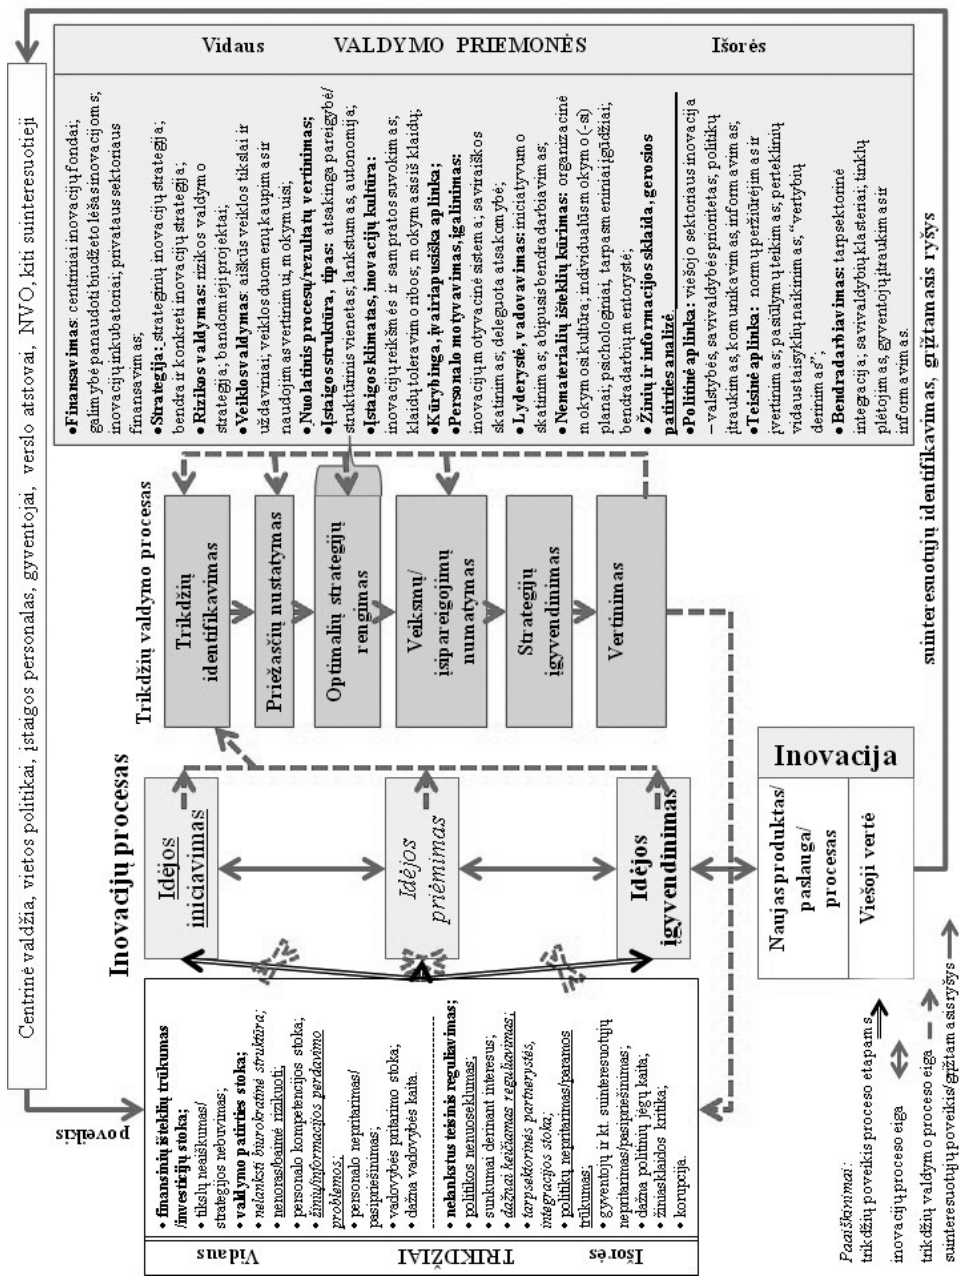 Centrinė valdžia, vietos politikai, įstaigos personalas, gyventojai, verslo atstovai, NVO, kiti suinteresuotieji
poveikis
Vidaus
TRIKDŽIAI
Išorės
• finansinių išteklių trūkumas
/investicijų stoka;
• tikslų neaiškumas/
strategijos nebuvimas;
valdymo patirties stoka;
• nelanksti biurokratinė struktūra;
• nenoras/baimė rizikuoti;
• personalo kompetencijos stoka;
• žinių/informacijos perdavimo
problemos;
• personalo nepritarimas/
pasipriešinimas;
• vadovybės pritarimo stoka;
• dažna vadovybės kaita.
• nelankstus teisinis reguliavimas;
• politikos nenuoseklumas;
• sunkumai derinant interesus;
• dažnai keičiamas reguliavimas;
• tarpsektorinės partnerystės,
integracijos stoka;
• politikų nepritarimas/paramos
trūkumas;
gyventojų ir kt. suinteresuotųjų
nepritarimas/pasipriešinimas;
• dažna politinių jėgų kaita;
• žiniasklaidos kritika;
• korupcija.
Inovacijų procesas
Idėjos
iniciavimas
Idėjos
priėmimas
Idėjos
įgyvendinimas
Inovacija
Naujas produktas/
paslauga/
procesas
Viešoji vertė
Trikdžių valdymo procesas
Trikdžių
identifikavimas
Priežasčių nustatymas
Optimalių strategijų
rengimas
Veiksmų/
įsipareigojimų
numatymas
Strategijų
įgyvendinimas
Vertinimas
Vidaus VALDYMO PRIEMONĖS Išorės
•Finansavimas: centriniai inovacijų fondai;
galimybė panaudoti biudžeto lėšas inovacijoms;
inovacijų inkubatoriai; privataus sektoriaus
finansavimas;
•Strategija: strateginų inovacijų strategija;
bendra ir konkreti inovacijų strategija;
•Rizikos valdymas: rizikos valdymo
strategija; bandomieji projektai;
•Veiklos valdymas: aiškūs veiklos tikslai ir
uždaviniai; veiklos duomenų kaupimas ir
naudojimas vertinimui, mokymuisi;
•Nuolatinis procesų/rezultatų vertinimas;
•Įstaigos struktūra, tipas: atsakinga pareigybė/
struktūrinis vienetas; lankstumas, autonomija;
•Įstaigos klimatas, inovacijų kultūra:
inovacijų reikšmės ir sampratos suvokimas;
klaidų toleravimo ribos; mokymasis iš klaidų;
•Kūrybinga, įvairiapusiška aplinka;
•Personalo motyvavimas, įgalinimas:
inovacijų motyvacinė sistema; saviraiškos
skatinimas; deleguota atsakomybė;
•Lyderystė, vadovavimas: iniciatyvumo
skatinimas; abipusis bendradarbiavimas;
•Nematerialių išteklių kūrimas: organizacinė
mokymosi kultūra; individualūs mokymo(-si)
planai; psichologiniai, tarpasmeniniai įgūdžiai;
bendradarbių mentorystė;
• Žinių ir informacijos sklaida, gerosios
patirties analizė.
•Politinė aplinka: viešojo sektoriaus inovacija
– valstybės, savivaldybės prioritetas; politikų
įtraukimas, komunikavimas, informavimas;
•Teisinė aplinka: normų peržiūrėjimas ir
įvertinimas; pasiūlymų teikimas; perteklinių
vidaus taisyklių naikinimas, "vertybių
derinimas";
•Bendradarbiavimas: tarpsektorinė
integracija; savivaldybių klasteriai; tinklų
plėtojimas, gyventojų įtraukimas ir
informavimas.
suinteresuotųjų identifikavimas, grįžtamasis ryšys
Paaiškinimai:
trikdžių poveikis proceso etapams
inovacijų proceso eiga
trikdžių valdymo proceso eiga
suinteresuotųjų poveikis/grįžtamasis ryšys